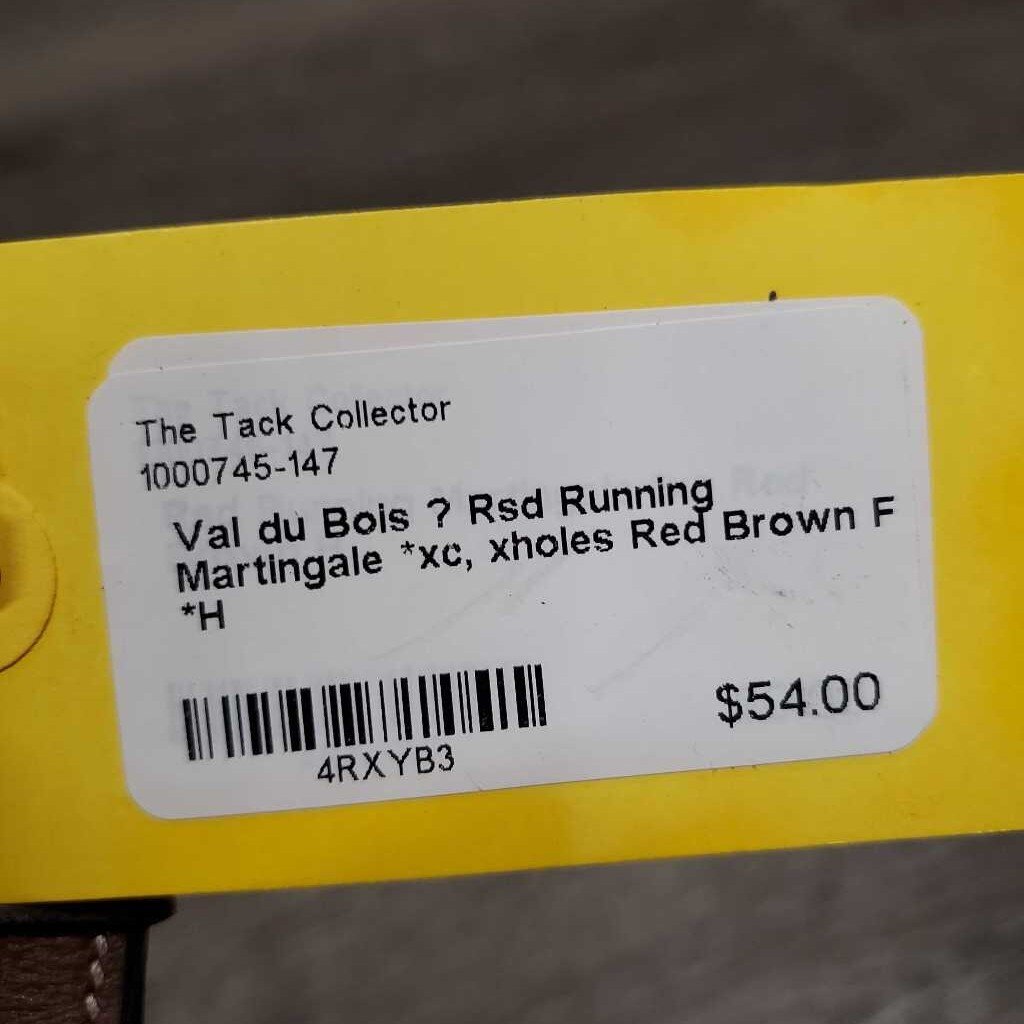 The Tack Collector
1000745-147
Val du Bois ? Rsd Running
Martingale *xc, xholes Red Brown F
*H
4RXYB3
$54.00